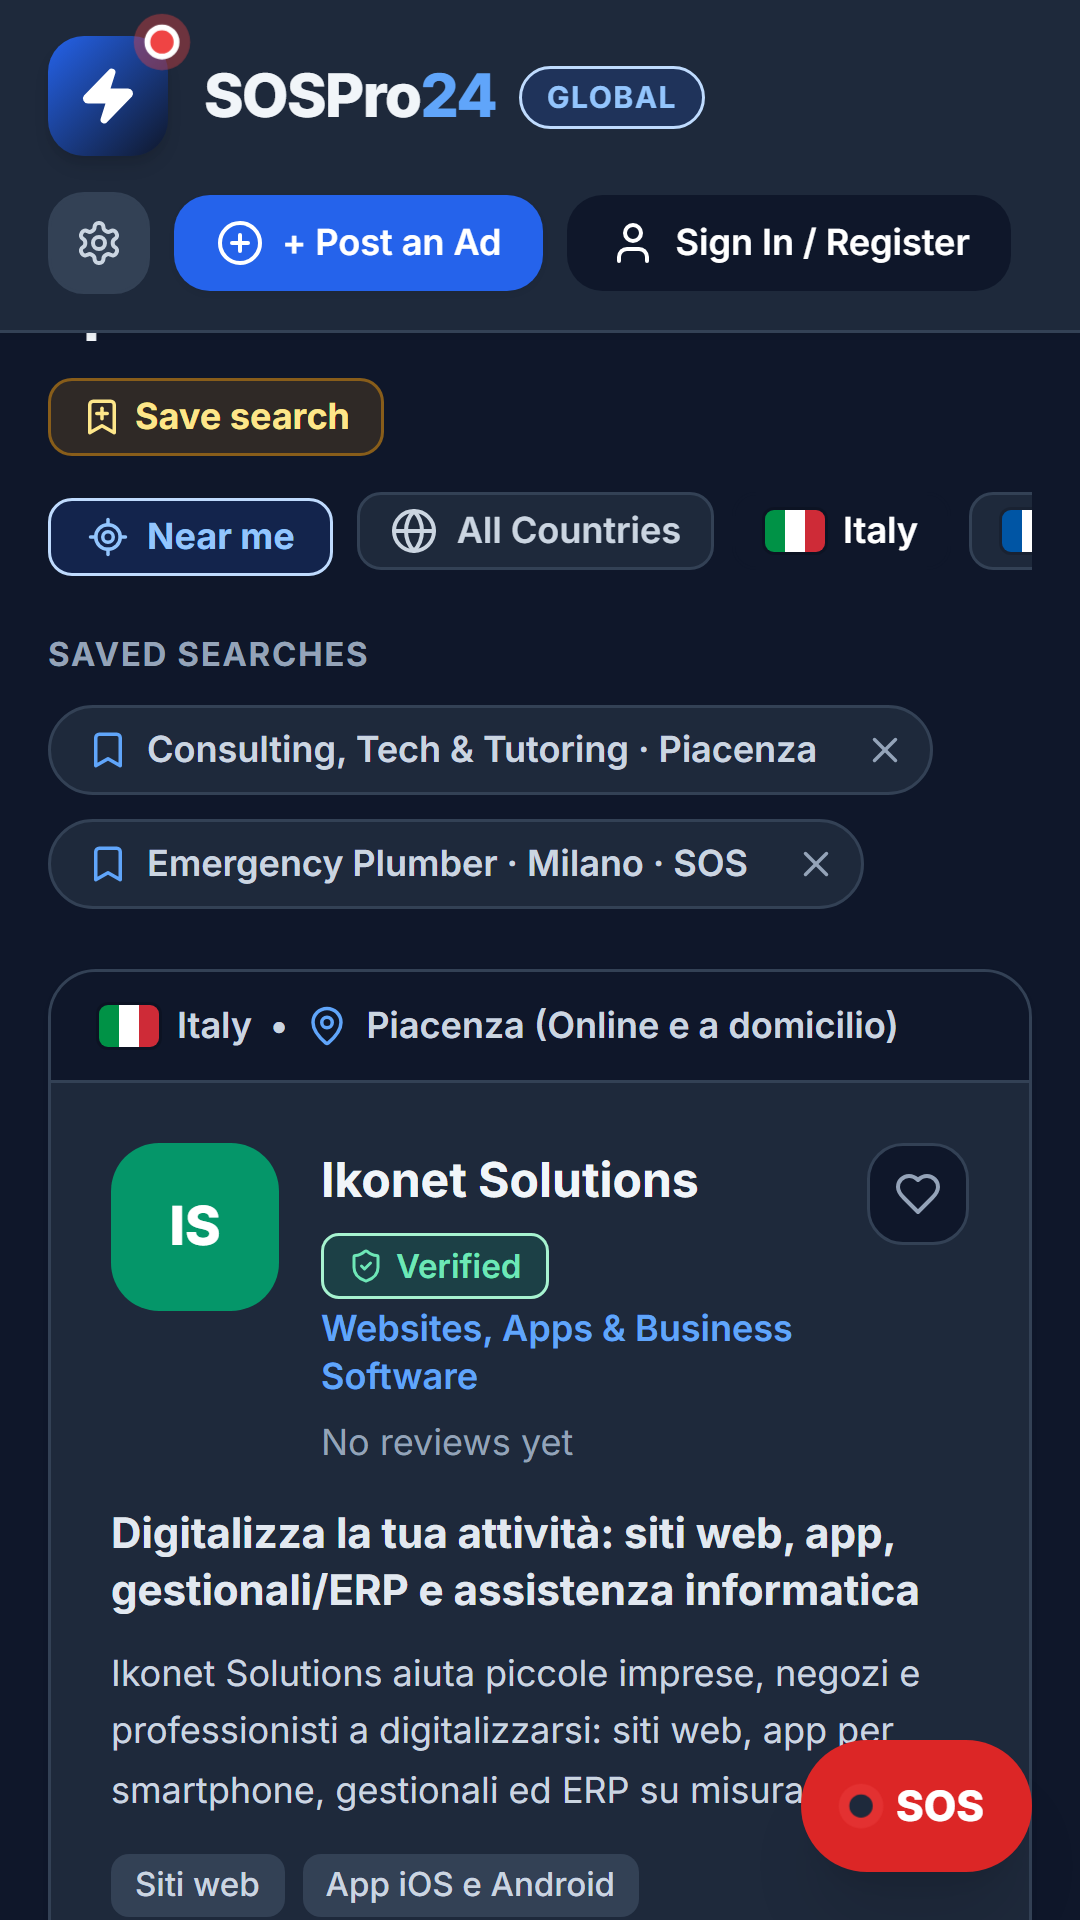 SOSPro24 GLOBAL
+ Post an Ad
Sign In / Register
Save search
Near me
All Countries
Italy
SAVED SEARCHES
Consulting, Tech & Tutoring · Piacenza
Emergency Plumber · Milano · SOS
Italy • Piacenza (Online e a domicilio)
IS
Ikonet Solutions
Verified
Websites, Apps & Business
Software
No reviews yet
Digitalizza la tua attività: siti web, app,
gestionali/ERP e assistenza informatica
Ikonet Solutions aiuta piccole imprese, negozi e
professionisti a digitalizzarsi: siti web, app per
smartphone, gestionali ed ERP su misura
SOS
Siti web
App iOS e Android